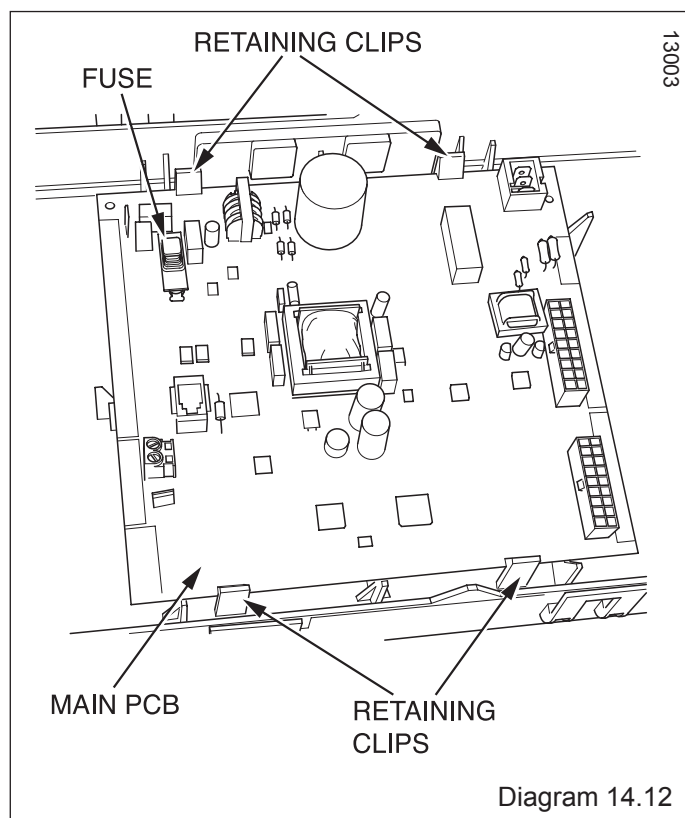 RETAINING CLIPS
FUSE
13003
MAIN PCB
RETAINING
CLIPS
Diagram 14.12